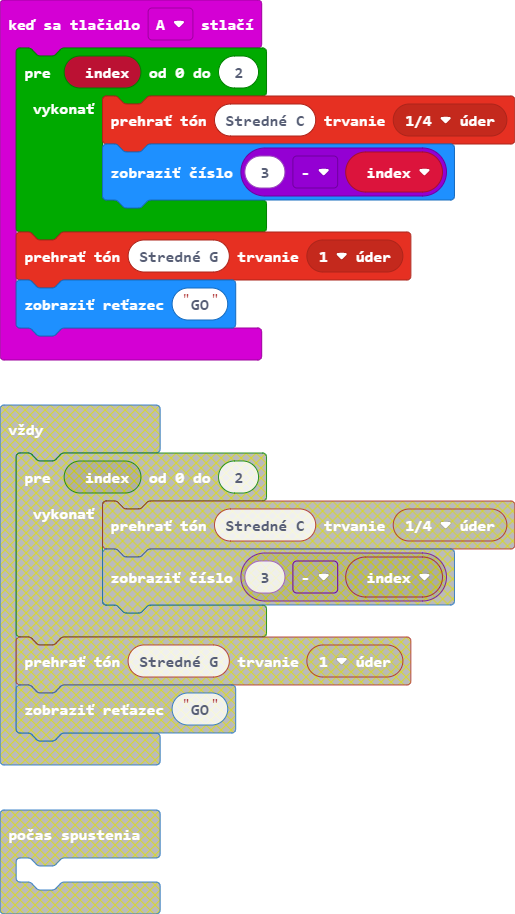 keď sa tlačidlo A stlačí
pre index od 0 do 2
vykonať prehrať tón Stredné C trvanie 1/4 úder
zobraziť číslo 3 - index
prehrať tón Stredné G trvanie 1 úder
zobraziť reťazec "GO"
vždy
pre index od 0 do 2
vykonať prehrať tón Stredné C trvanie 1/4 úder
zobraziť číslo 3 - index
prehrať tón Stredné G trvanie 1 úder
zobraziť reťazec "GO"
počas spustenia